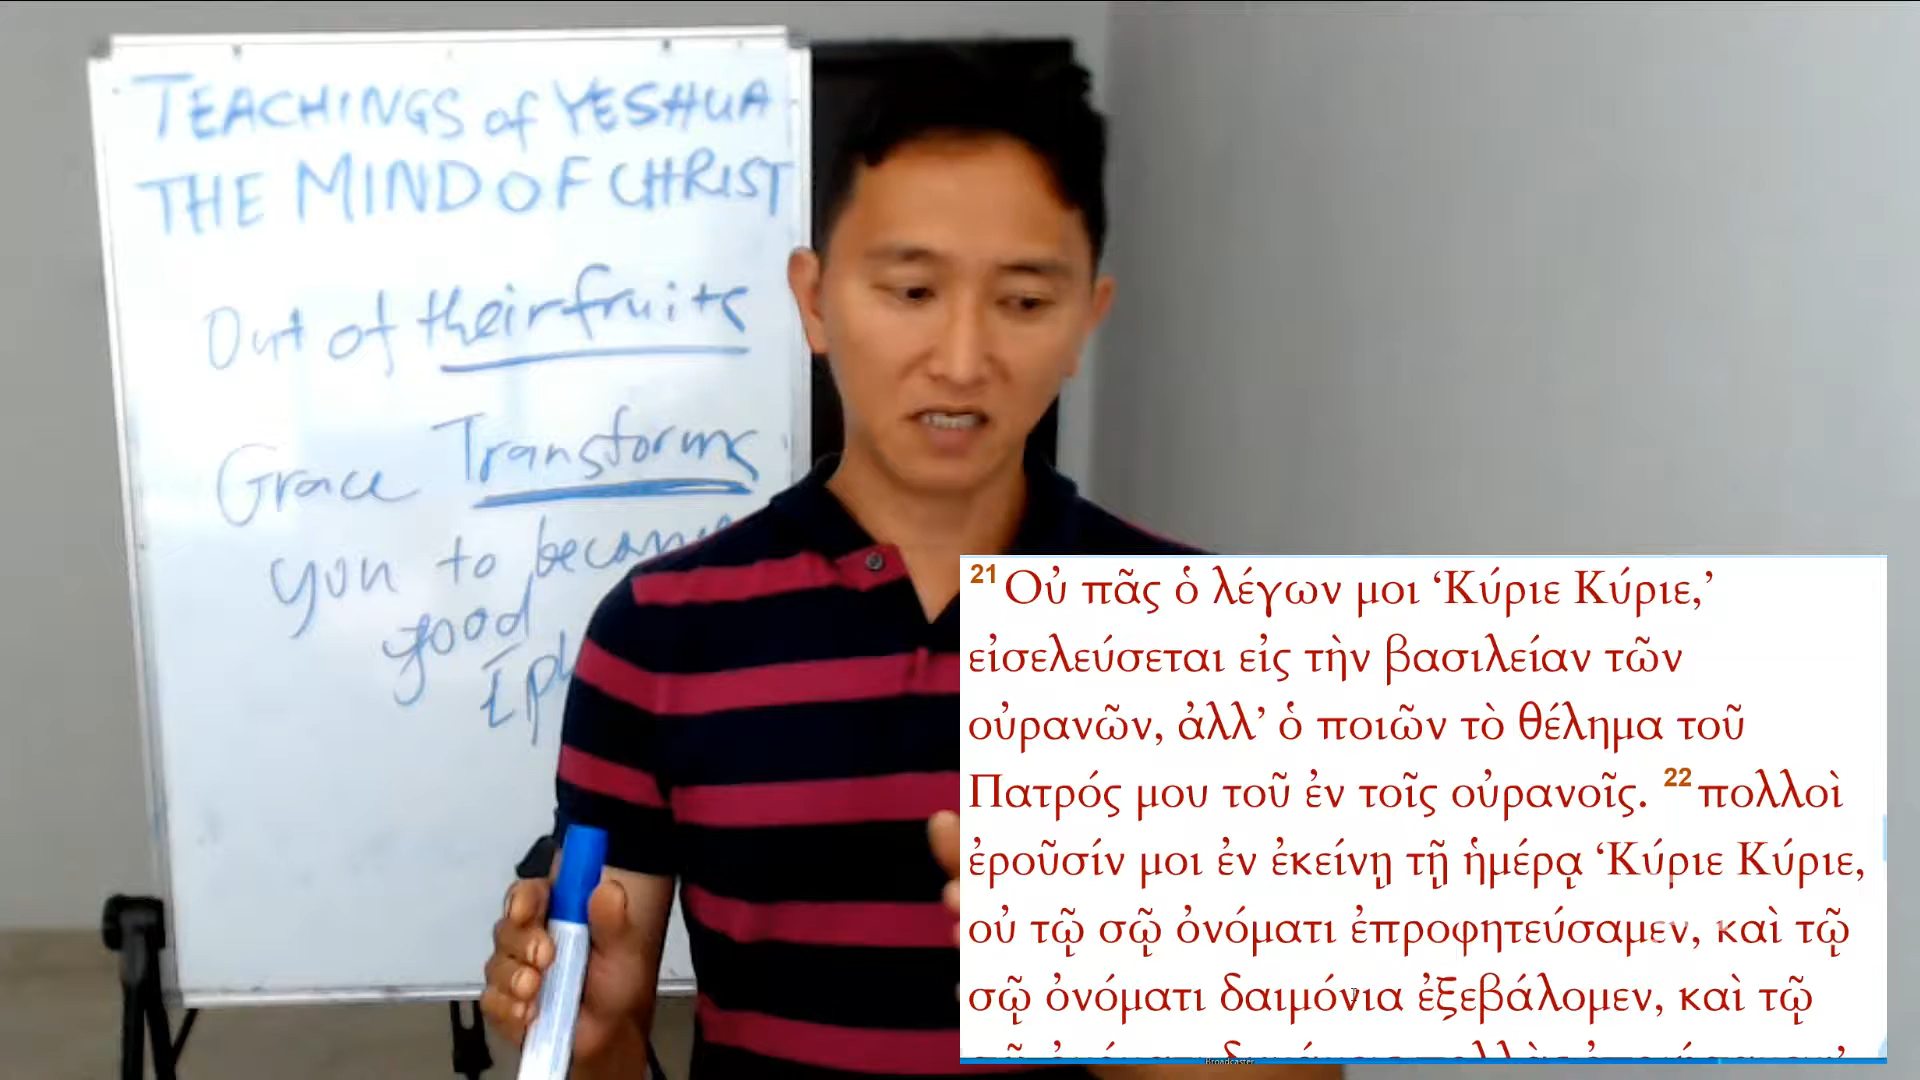 TEACHINGS of YESHUA
THE MIND OF CHRIST
Out of their fruits
Grace Transforms
you to become
good
Eph
21 Οὐ πᾶς ὁ λέγων μοι ‘Κύριε Κύριε,’
εἰσελεύσεται εἰς τὴν βασιλείαν τῶν
οὐρανῶν, ἀλλ’ ὁ ποιῶν τὸ θέλημα τοῦ
Πατρός μου τοῦ ἐν τοῖς οὐρανοῖς. 22 πολλοὶ
ἐροῦσίν μοι ἐν ἐκείνῃ τῇ ἡμέρᾳ ‘Κύριε Κύριε,
οὐ τῷ σῷ ὀνόματι ἐπροφητεύσαμεν, καὶ τῷ
σῷ ὀνόματι δαιμόνια ἐξεβάλομεν, καὶ τῷ
Broadcaster